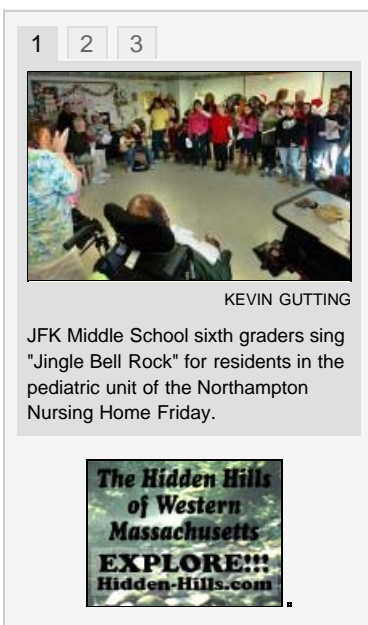 1 2 3
KEVIN GUTTING
JFK Middle School sixth graders sing
"Jingle Bell Rock" for residents in the
pediatric unit of the Northampton
Nursing Home Friday.
The Hidden Hills
of Western
Massachusetts
EXPLORE!!!
Hidden-Hills.com